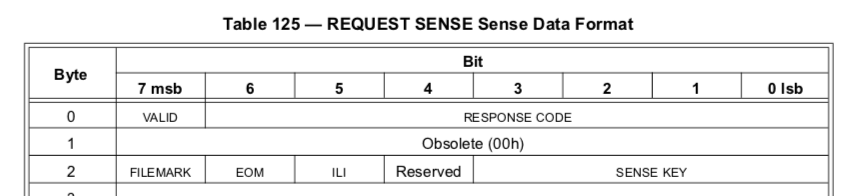 Table 125 — REQUEST SENSE Sense Data Format
Byte Bit
7 msb 6 5 4 3 2 1 0 lsb
0 VALID RESPONSE CODE
1 Obsolete (00h)
2 FILEMARK EOM ILI Reserved SENSE KEY